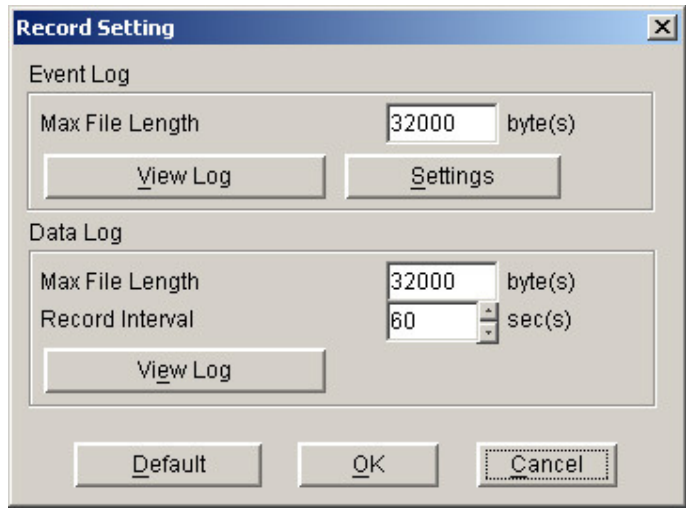 Record Setting
Event Log
Max File Length 32000 byte(s)
View Log Settings
Data Log
Max File Length 32000 byte(s)
Record Interval 60 sec(s)
View Log
Default OK Cancel